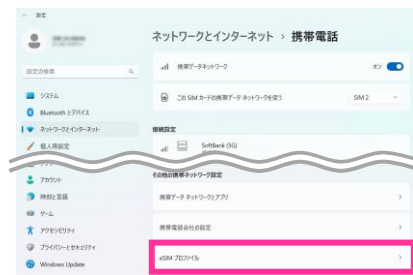 ← 設定
ネットワークとインターネット › 携帯電話
設定の検索
携帯データネットワーク
オン
この SIM カードの携帯データ ネットワークを使う
SIM 2
システム
Bluetooth とデバイス
ネットワークとインターネット
個人用設定
接続設定
SoftBank (5G)
その他の携帯ネットワーク設定
アカウント
時刻と言語
ゲーム
アクセシビリティ
プライバシーとセキュリティ
Windows Update
携帯データ ネットワークとアプリ
携帯電話会社の設定
eSIM プロファイル